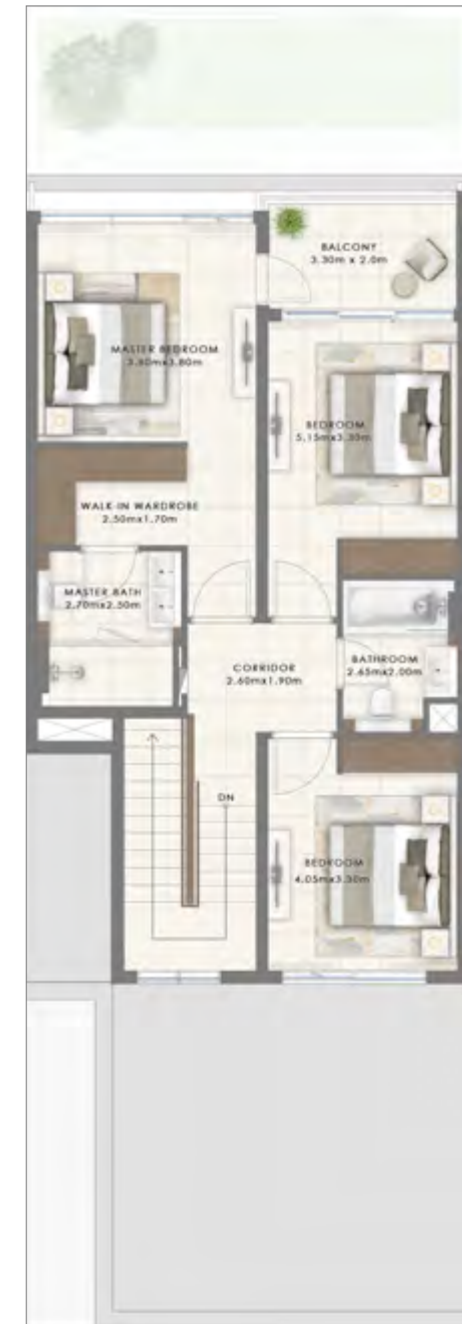 BALCONY
3.30m x 2.0m
MASTER BEDROOM
3.80mx3.80m
BEDROOM
5.15mx3.30m
WALK-IN WARDROBE
2.50mx1.70m
MASTER BATH
2.70mx2.50m
CORRIDOR
2.60mx1.90m
BATHROOM
2.65mx2.00m
DN
BEDROOM
4.05mx3.30m